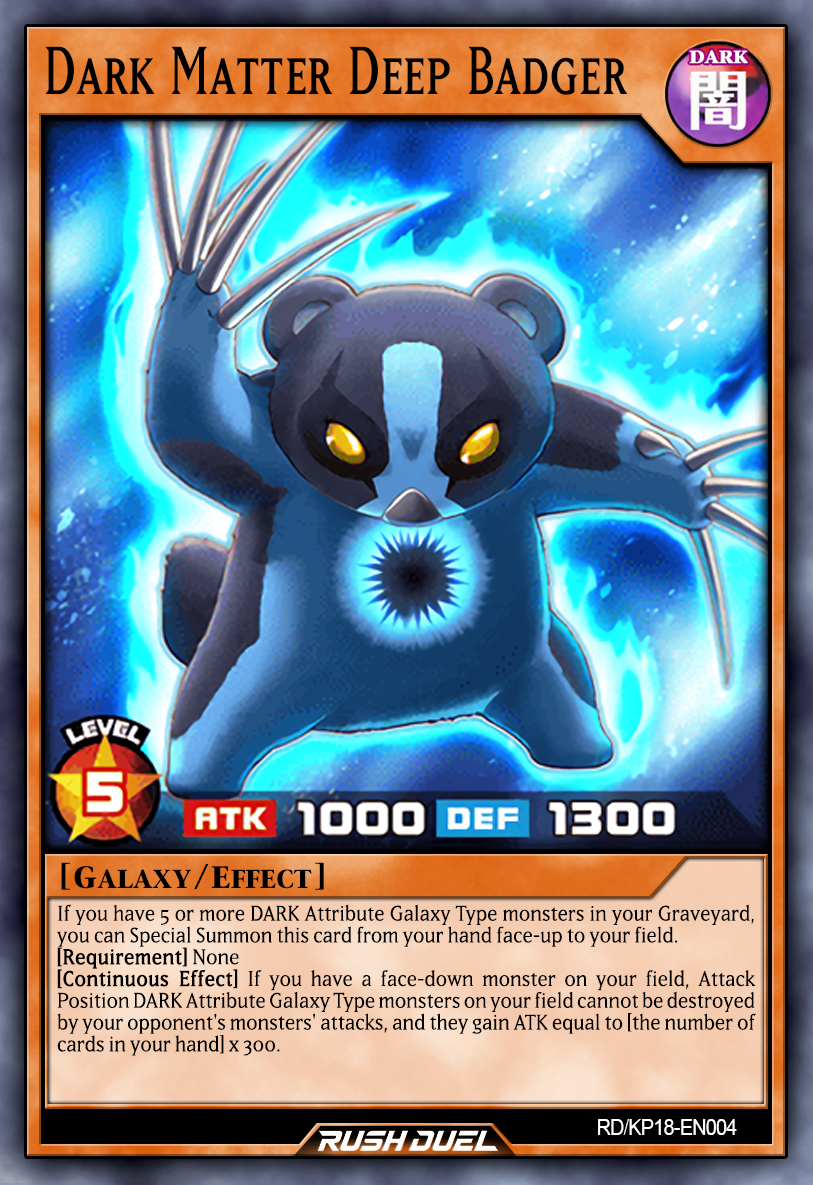 Dark Matter Deep Badger
DARK
闇
LEVEL
5
ATK 1000 DEF 1300
[Galaxy/Effect]
If you have 5 or more DARK Attribute Galaxy Type monsters in your Graveyard,
you can Special Summon this card from your hand face-up to your field.
[Requirement] None
[Continuous Effect] If you have a face-down monster on your field, Attack
Position DARK Attribute Galaxy Type monsters on your field cannot be destroyed
by your opponent's monsters' attacks, and they gain ATK equal to [the number of
cards in your hand] x 300.
RD/KP18-EN004
RUSH DUEL